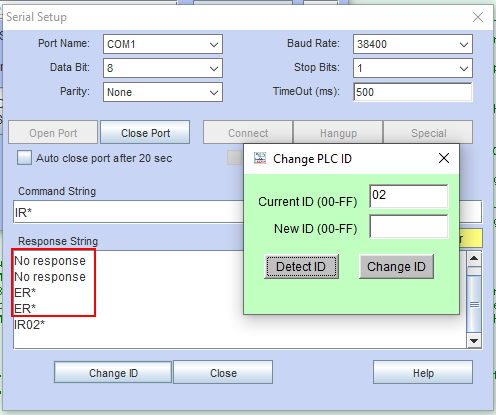 Serial Setup
Port Name: COM1 Baud Rate: 38400
Data Bit: 8 Stop Bits: 1
Parity: None TimeOut (ms): 500
Open Port Close Port Connect Hangup Special
Auto close port after 20 sec
Change PLC ID
Current ID (00-FF) 02
New ID (00-FF)
Detect ID Change ID
Command String
IR*
Response String
No response
No response
ER*
ER*
IR02*
Change ID Close Help